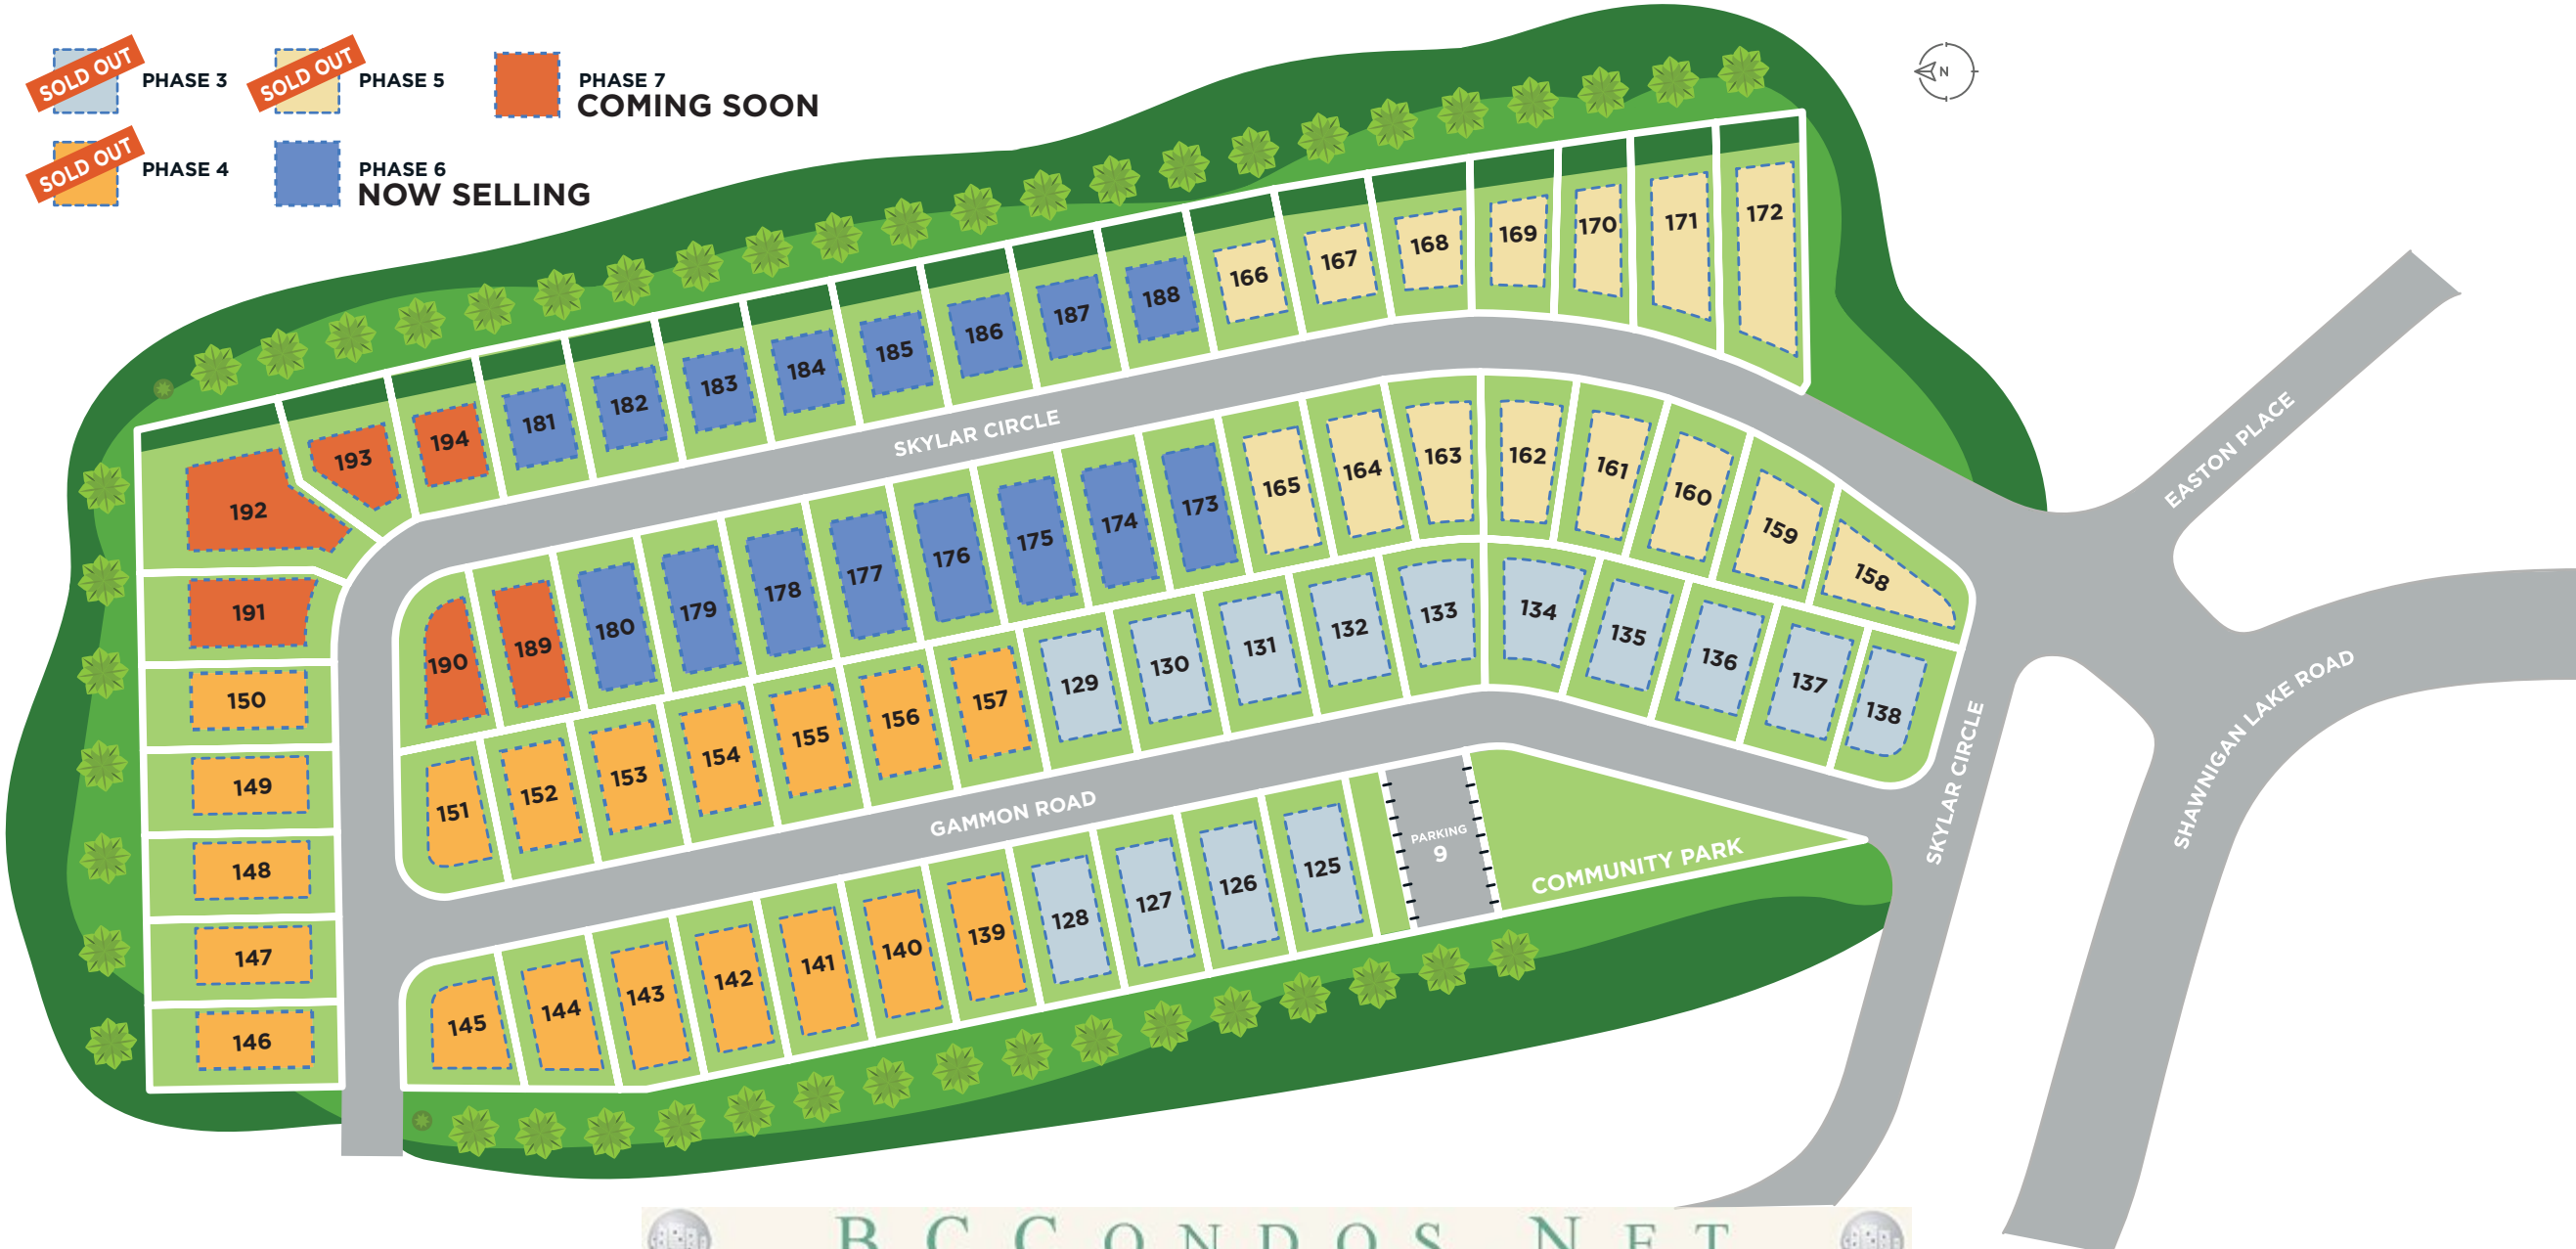 SOLD OUT PHASE 3
SOLD OUT PHASE 5
PHASE 7
COMING SOON
SOLD OUT PHASE 4
PHASE 6
NOW SELLING
N
192 193 194 181 182 183 184 185 186 187 188 166 167 168 169 170 171 172
SKYLAR CIRCLE
EASTON PLACE
191
190 189 180 179 178 177 176 175 174 173 165 164 163 162 161 160 159 158
150
149
148
147
146
151 152 153 154 155 156 157 129 130 131 132 133 134 135 136 137 138
GAMMON ROAD
SKYLAR CIRCLE
SHAWNIGAN LAKE ROAD
145 144 143 142 141 140 139 128 127 126 125
PARKING
9
COMMUNITY PARK
BCCONDOS NET